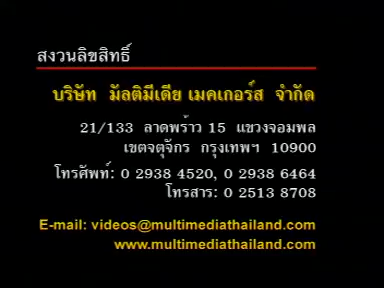 สงวนลิขสิทธิ์
บริษัท มัลติมีเดีย เมคเกอร์ส จำกัด
21/133 ลาดพร้าว 15 แขวงจอมพล
เขตจตุจักร กรุงเทพฯ 10900
โทรศัพท์: 0 2938 4520, 0 2938 6464
โทรสาร: 0 2513 8708
E-mail: videos@multimediathailand.com
www.multimediathailand.com